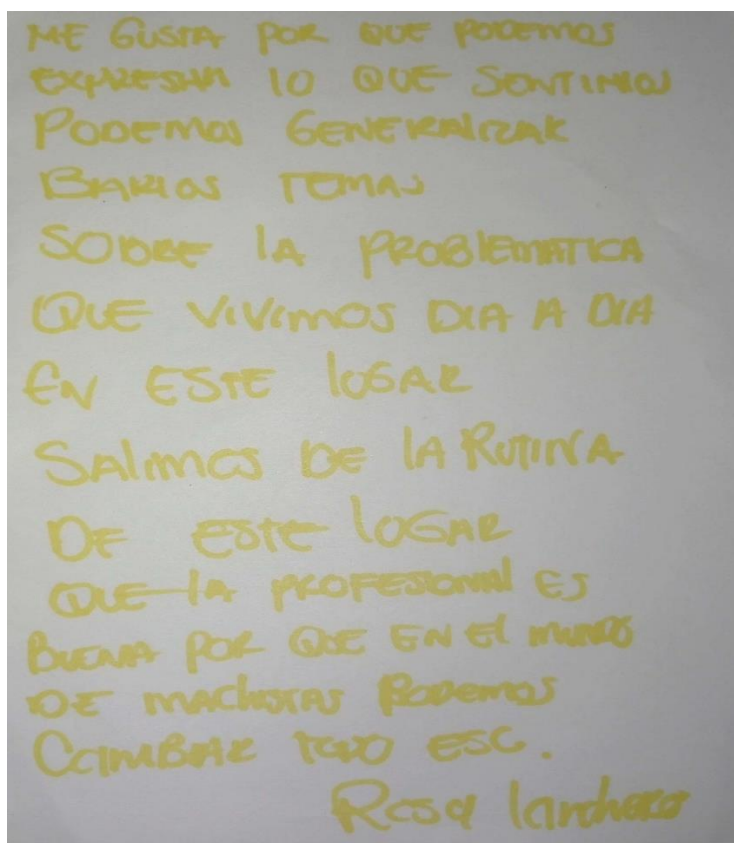 ME GUSTA POR QUE PODEMOS
EXPRESAR LO QUE SENTIMOS
PODEMOS GENERALIZAR
BARIOS TEMAS
SOBRE LA PROBLEMATICA
QUE VIVIMOS DIA A DIA
EN ESTE LUGAR
SALIMOS DE LA RUTINA
DE ESTE LUGAR
QUE LA PROFESIONAL ES
BUENA POR QUE EN EL MUNDO
DE MACHISTAS PODEMOS
CAMBIAR TODO ESO.
Rosa